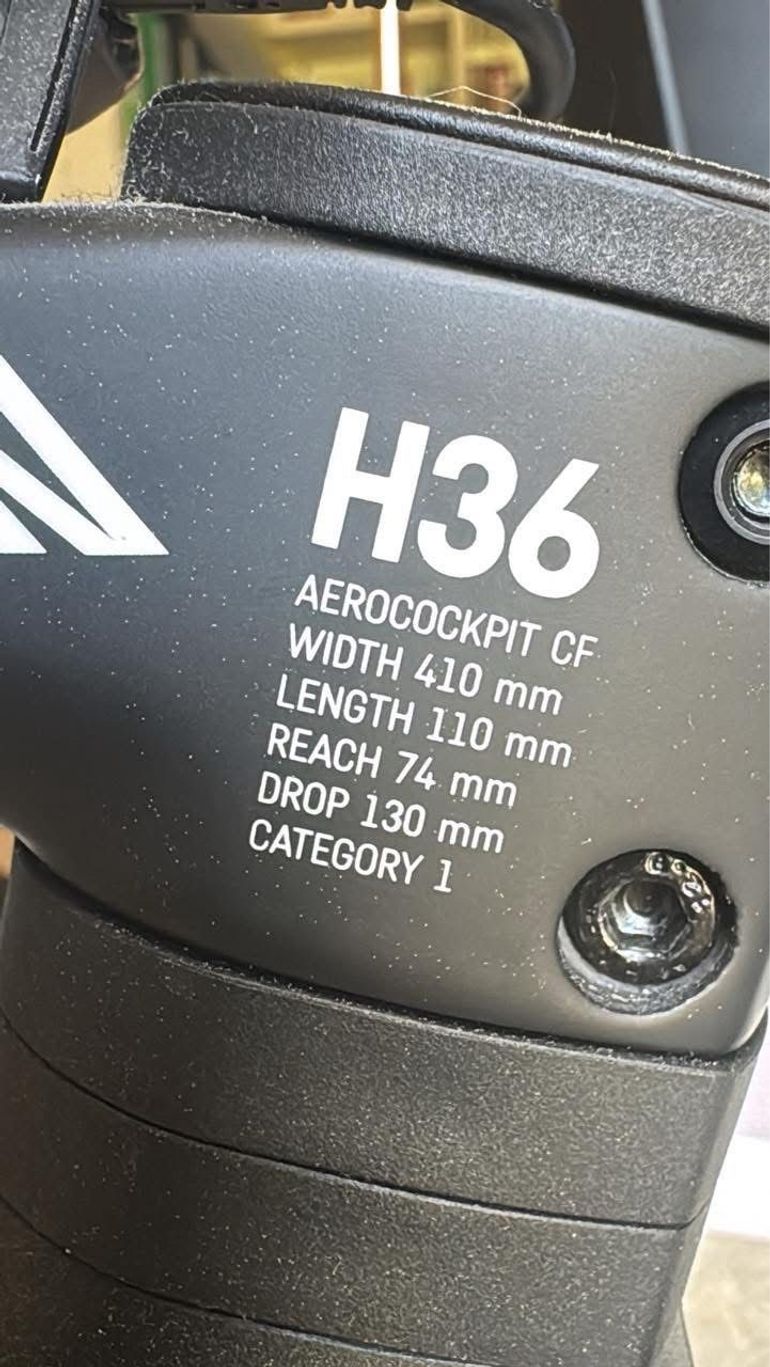 H36
AEROCOCKPIT CF
WIDTH 410 mm
LENGTH 110 mm
REACH 74 mm
DROP 130 mm
CATEGORY 1